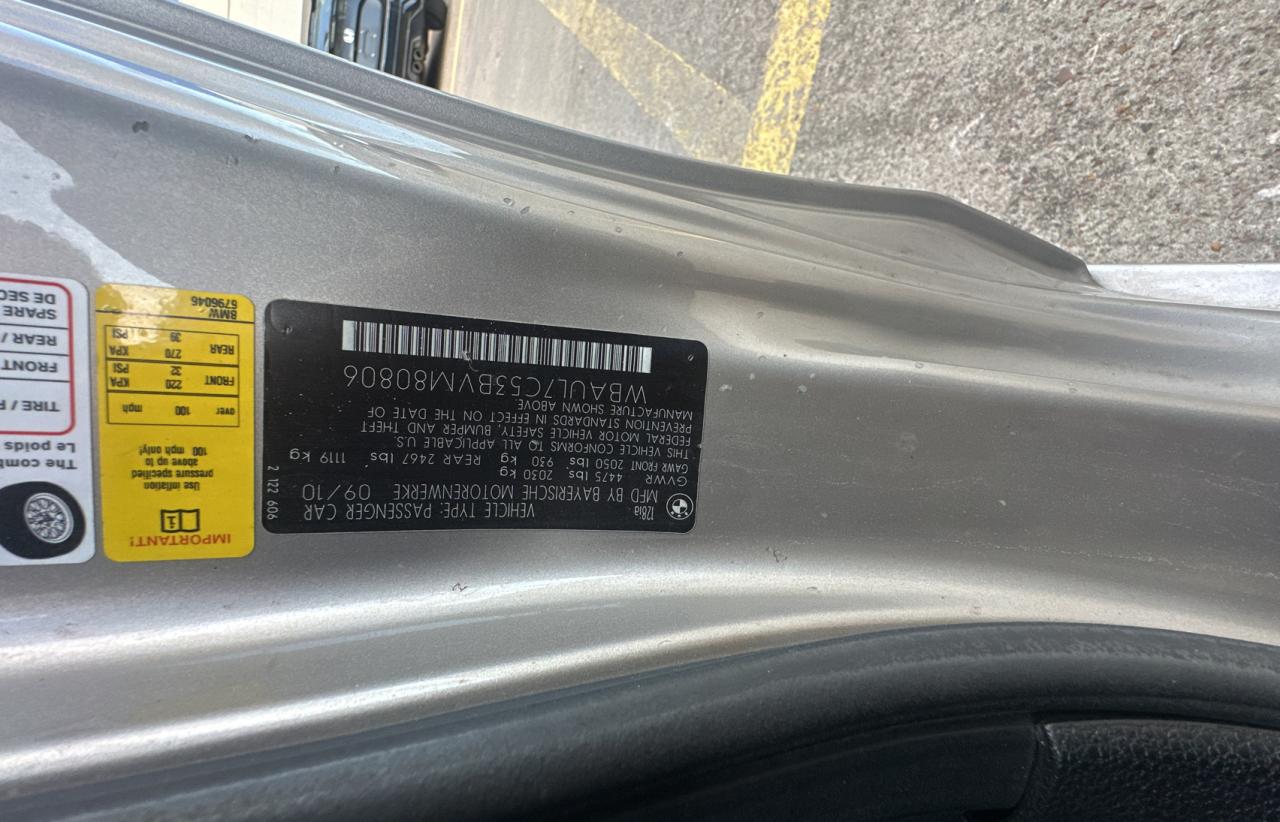 128ia VEHICLE TYPE: PASSENGER CAR
MFD BY BAYERISCHE MOTORENWERKE 09/10
GVWR 4475 lbs 2030 kg
GAWR FRONT 2050 lbs. 930 kg REAR 2467 lbs. 1119 kg
THIS VEHICLE CONFORMS TO ALL APPLICABLE U.S.
FEDERAL MOTOR VEHICLE SAFETY, BUMPER AND THEFT
PREVENTION STANDARDS IN EFFECT ON THE DATE OF
MANUFACTURE SHOWN ABOVE.
WBAUL7C53BVM80806
2 122 606
IMPORTANT!
Use inflation
pressure specified
above up to
100 mph only!
over 100 mph
FRONT 220 KPA
32 PSI
REAR 270 KPA
39 PSI
BMW
6796046
The comb
Le poids
TIRE /
FRONT
REAR /
SPARE
DE SEC